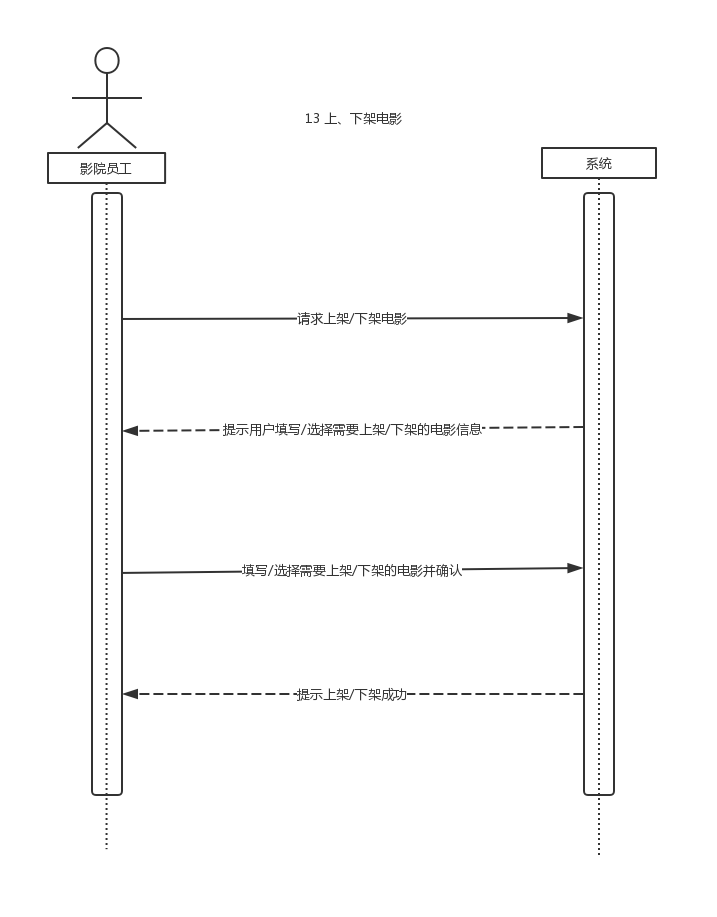 13 上、下架电影
影院员工
系统
请求上架/下架电影
提示用户填写/选择需要上架/下架的电影信息
填写/选择需要上架/下架的电影并确认
提示上架/下架成功